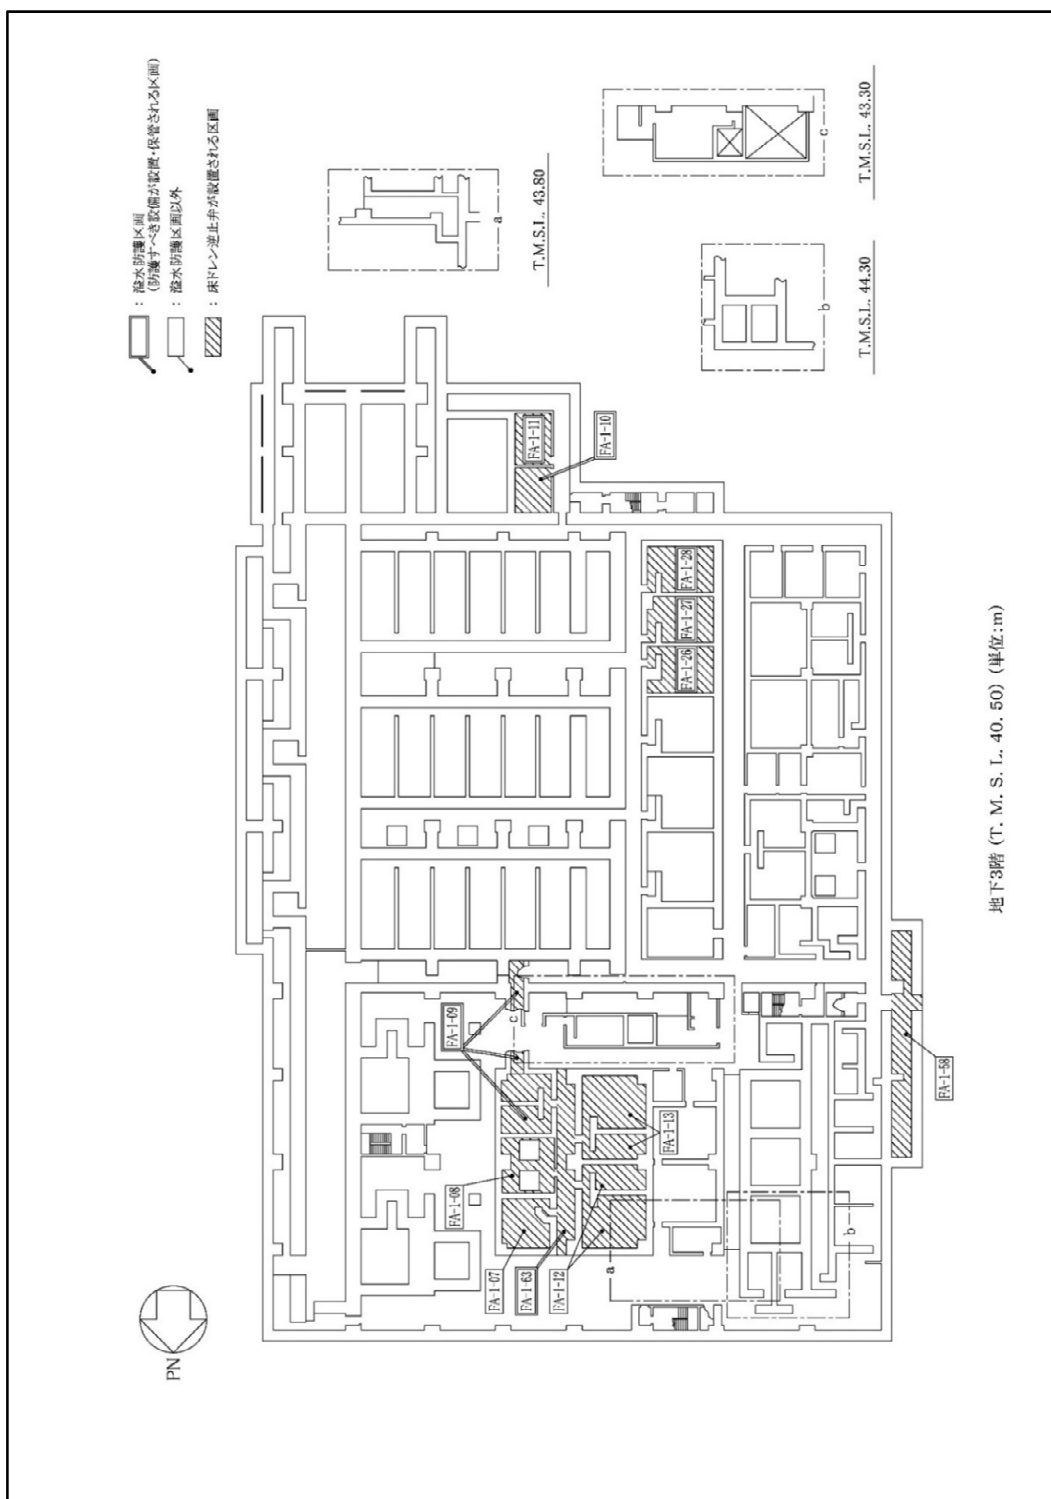 ：溢水防護区画
（防護すべき設備が設置・保管される区画）
：溢水防護区画以外
：床ドレン逆止弁が設置される区画
a
T.M.S.L. 43.80
c
T.M.S.L. 43.30
b
T.M.S.L. 44.30
FA-1-11
FA-1-10
FA-1-28
FA-1-27
FA-1-26
FA-1-09
c
FA-1-08
FA-1-13
FA-1-07
FA-1-63
FA-1-12
a
b
FA-1-58
PN
地下3階 (T. M. S. L. 40. 50) (単位:m)